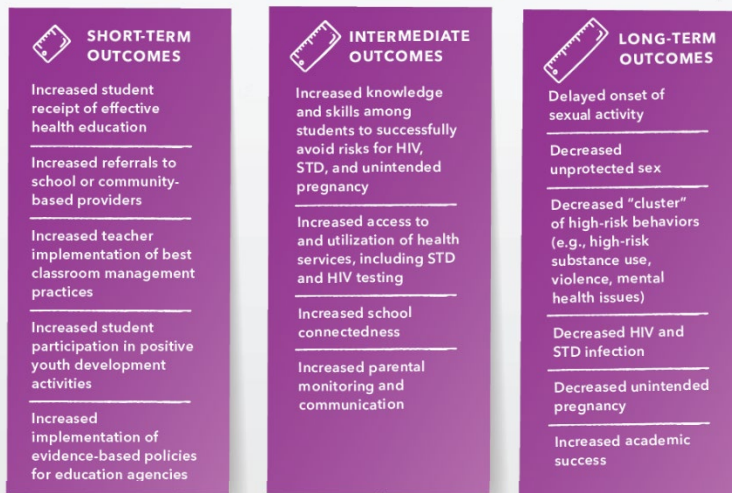 SHORT-TERM
OUTCOMES
Increased student
receipt of effective
health education
Increased referrals to
school or community-
based providers
Increased teacher
implementation of best
classroom management
practices
Increased student
participation in positive
youth development
activities
Increased
implementation of
evidence-based policies
for education agencies
INTERMEDIATE
OUTCOMES
Increased knowledge
and skills among
students to successfully
avoid risks for HIV,
STD, and unintended
pregnancy
Increased access to
and utilization of health
services, including STD
and HIV testing
Increased school
connectedness
Increased parental
monitoring and
communication
LONG-TERM
OUTCOMES
Delayed onset of
sexual activity
Decreased
unprotected sex
Decreased “cluster”
of high-risk behaviors
(e.g., high-risk
substance use,
violence, mental
health issues)
Decreased HIV and
STD infection
Decreased unintended
pregnancy
Increased academic
success